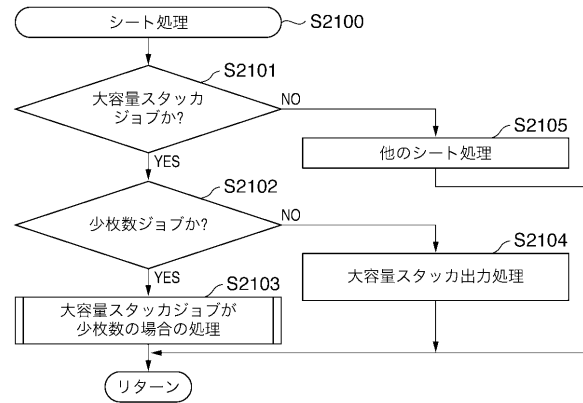 シート処理
S2100
S2101
大容量スタッカ
ジョブか?
NO
YES
S2105
他のシート処理
S2102
少枚数ジョブか?
NO
YES
S2104
大容量スタッカ出力処理
S2103
大容量スタッカジョブが
少枚数の場合の処理
リターン